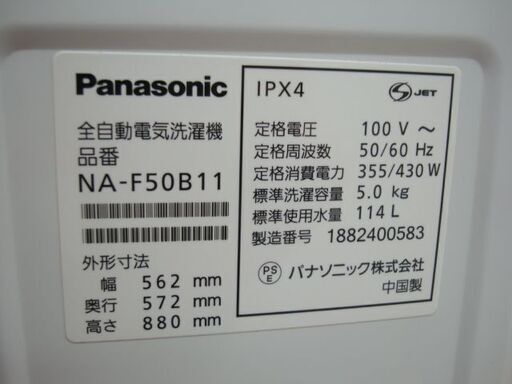 Panasonic
全自動電気洗濯機
品番
NA-F50B11
外形寸法
幅 562 mm
奥行 572 mm
高さ 880 mm
IPX4
S JET
定格電圧 100 V ~
定格周波数 50/60 Hz
定格消費電力 355/430 W
標準洗濯容量 5.0 kg
標準使用水量 114 L
製造番号 1882400583
PS E パナソニック株式会社
中国製